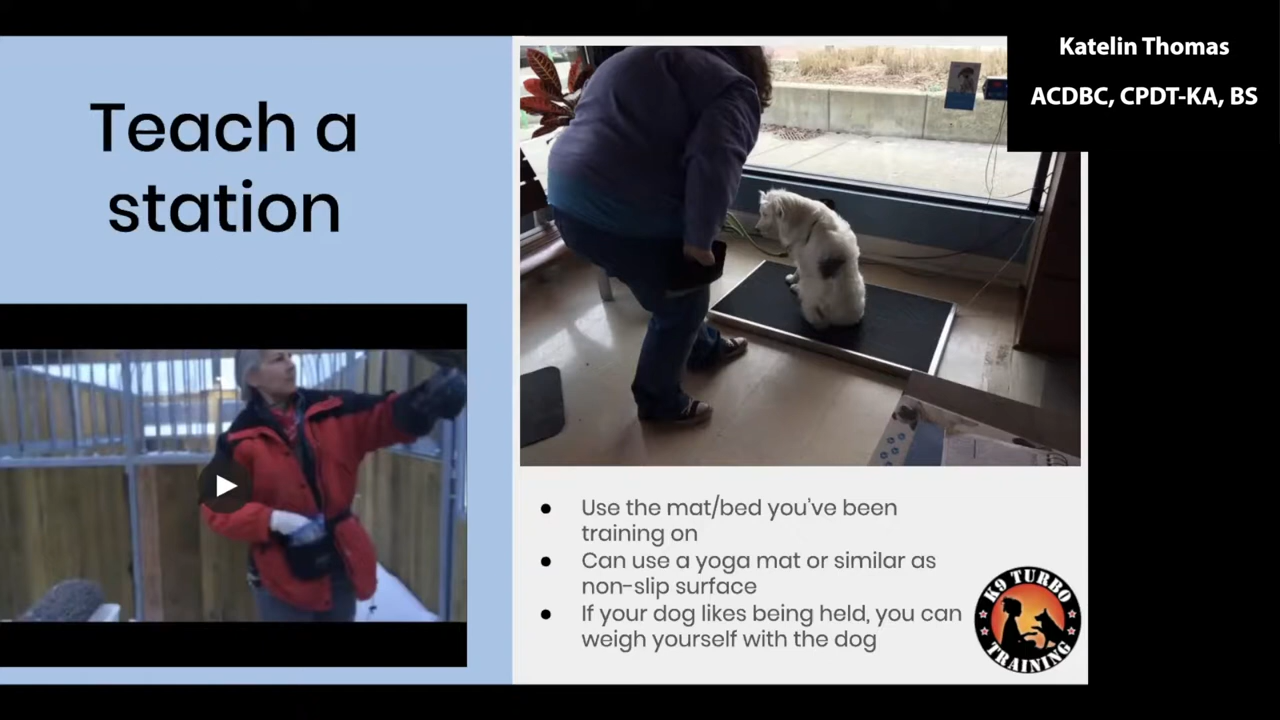 Katelin Thomas
ACDBC, CPDT-KA, BS
Teach a
station
● Use the mat/bed you've been
training on
● Can use a yoga mat or similar as
non-slip surface
● If your dog likes being held, you can
weigh yourself with the dog
K9 TURBO
TRAINING